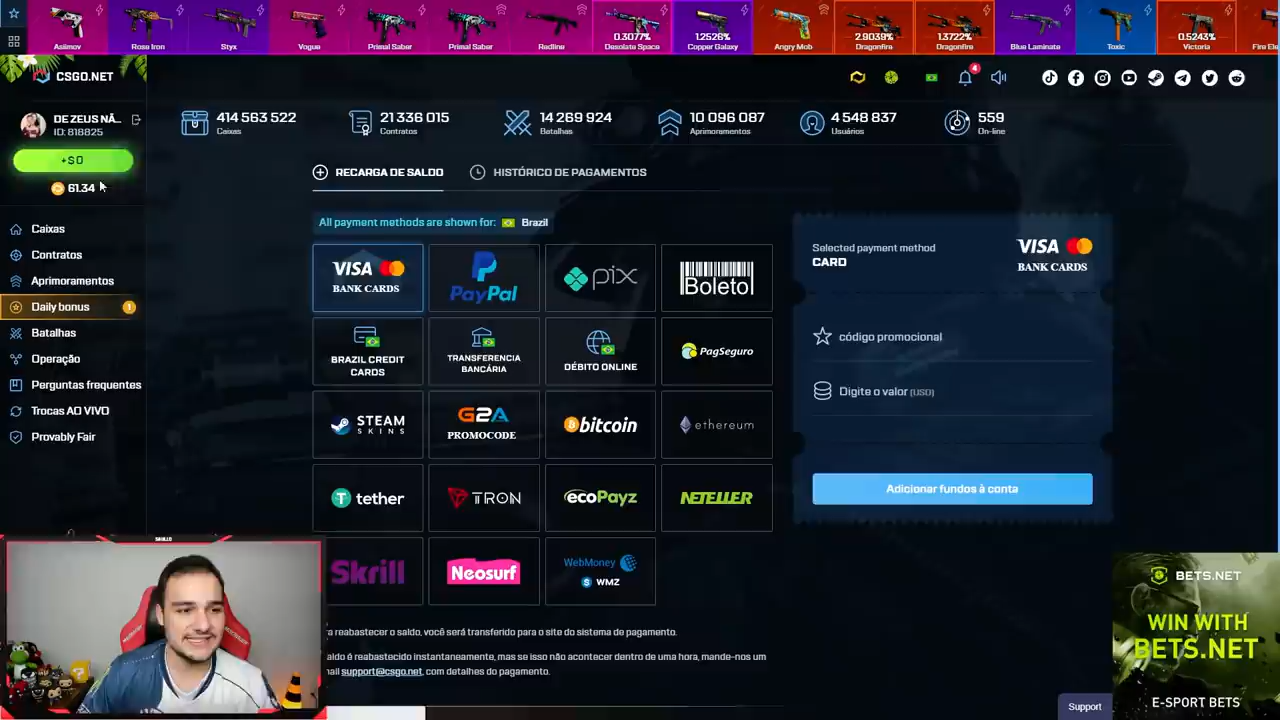 Asiimov
Rose Iron
Styx
Vogue
Primal Saber
Primal Saber
Redline
0.3077%
Desolate Space
1.2526%
Copper Galaxy
Angry Mob
2.9039%
Dragonfire
1.3722%
Dragonfire
Blue Laminate
Toxic
0.5243%
Victoria
Fire Ele
CSGO.NET
4
DE ZEUS NÃ...
ID: 818825
+$0
61.34
414 563 522
Caixas
21 336 015
Contratos
14 269 924
Batalhas
10 096 087
Aprimoramentos
4 548 837
Usuários
559
On-line
Caixas
Contratos
Aprimoramentos
Daily bonus
1
Batalhas
Operação
Perguntas frequentes
Trocas AO VIVO
Provably Fair
RECARGA DE SALDO
HISTÓRICO DE PAGAMENTOS
All payment methods are shown for: Brazil
VISA
BANK CARDS
PayPal
pix
Boleto
BRAZIL CREDIT
CARDS
TRANSFERENCIA
BANCÁRIA
DÉBITO ONLINE
PagSeguro
STEAM
SKINS
G2A
PROMOCODE
bitcoin
ethereum
tether
TRON
ecoPayz
NETELLER
Skrill
Neosurf
WebMoney
WMZ
Selected payment method
CARD
VISA
BANK CARDS
código promocional
Digite o valor (USD)
Adicionar fundos à conta
ra reabastecer o saldo, você será transferido para o site do sistema de pagamento.
aldo é reabastecido instantaneamente, mas se isso não acontecer dentro de uma hora, mande-nos um
ail support@csgo.net, com detalhes do pagamento.
BETS.NET
WIN WITH
BETS.NET
E-SPORT BETS
Support